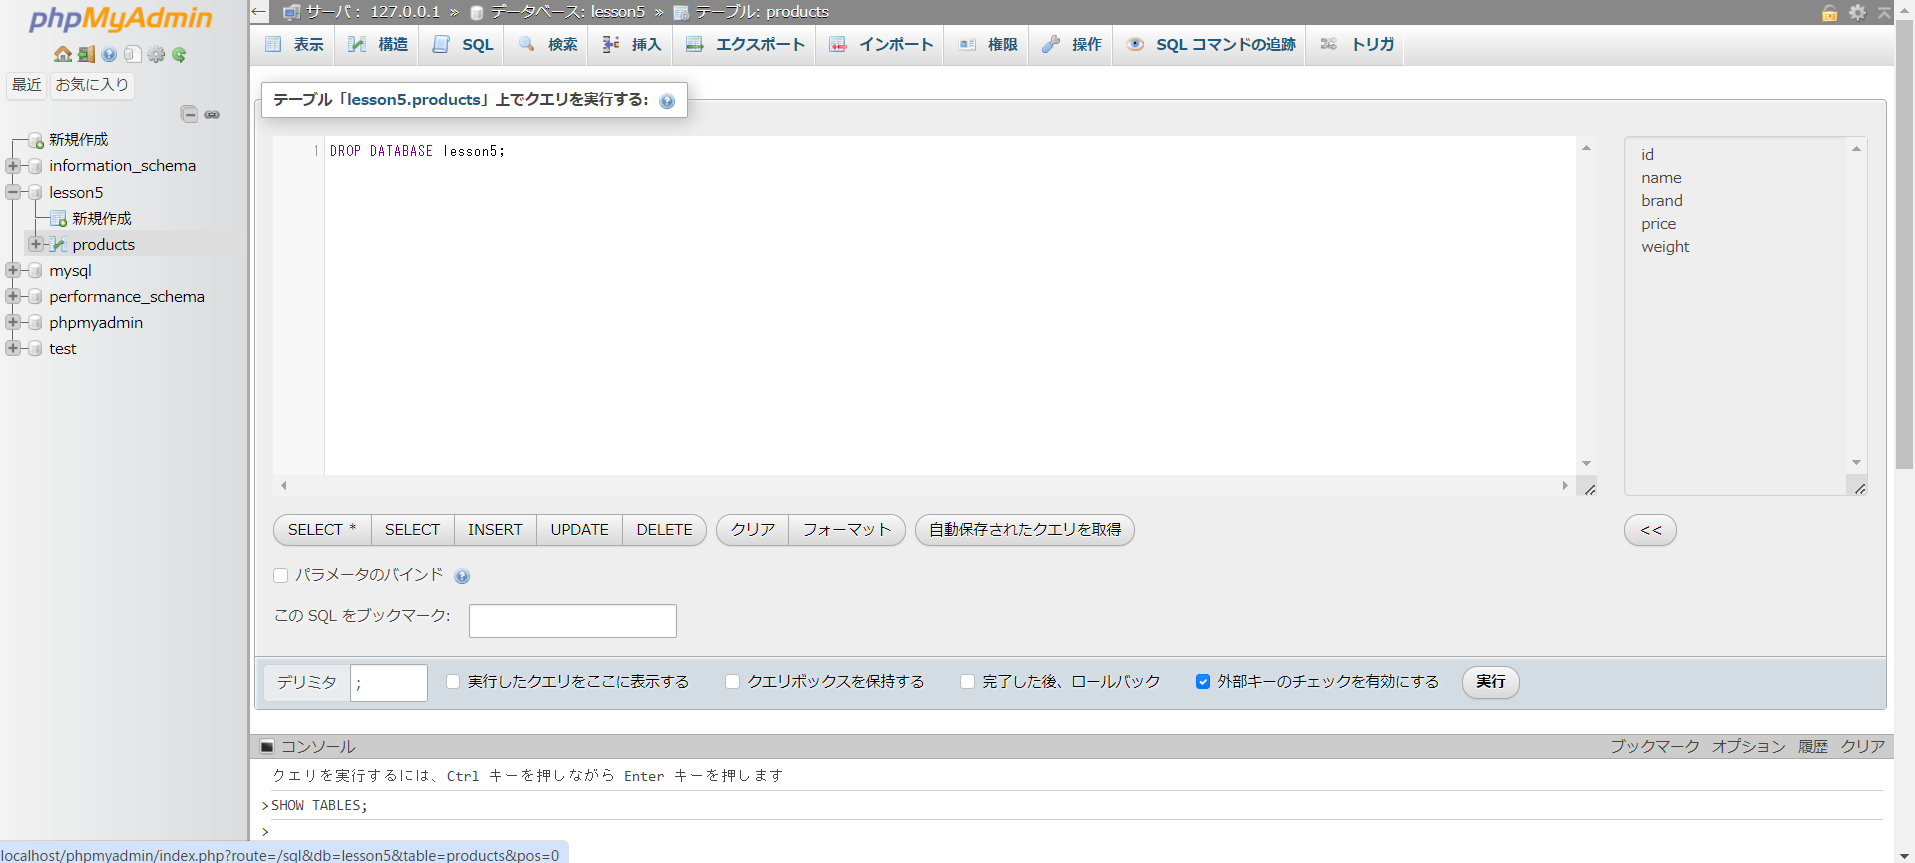 phpMyAdmin
最近 お気に入り
新規作成
information_schema
lesson5
新規作成
products
mysql
performance_schema
phpmyadmin
test
← サーバ: 127.0.0.1 » データベース: lesson5 » テーブル: products
表示 構造 SQL 検索 挿入 エクスポート インポート 権限 操作 SQL コマンドの追跡 トリガ
テーブル「lesson5.products」上でクエリを実行する:
1 DROP DATABASE lesson5;
id
name
brand
price
weight
SELECT * SELECT INSERT UPDATE DELETE クリア フォーマット 自動保存されたクエリを取得 <<
パラメータのバインド
この SQL をブックマーク:
デリミタ ; 実行したクエリをここに表示する クエリボックスを保持する 完了した後、ロールバック 外部キーのチェックを有効にする 実行
コンソール ブックマーク オプション 履歴 クリア
クエリを実行するには、Ctrl キーを押しながら Enter キーを押します
>SHOW TABLES;
>
localhost/phpmyadmin/index.php?route=/sql&db=lesson5&table=products&pos=0